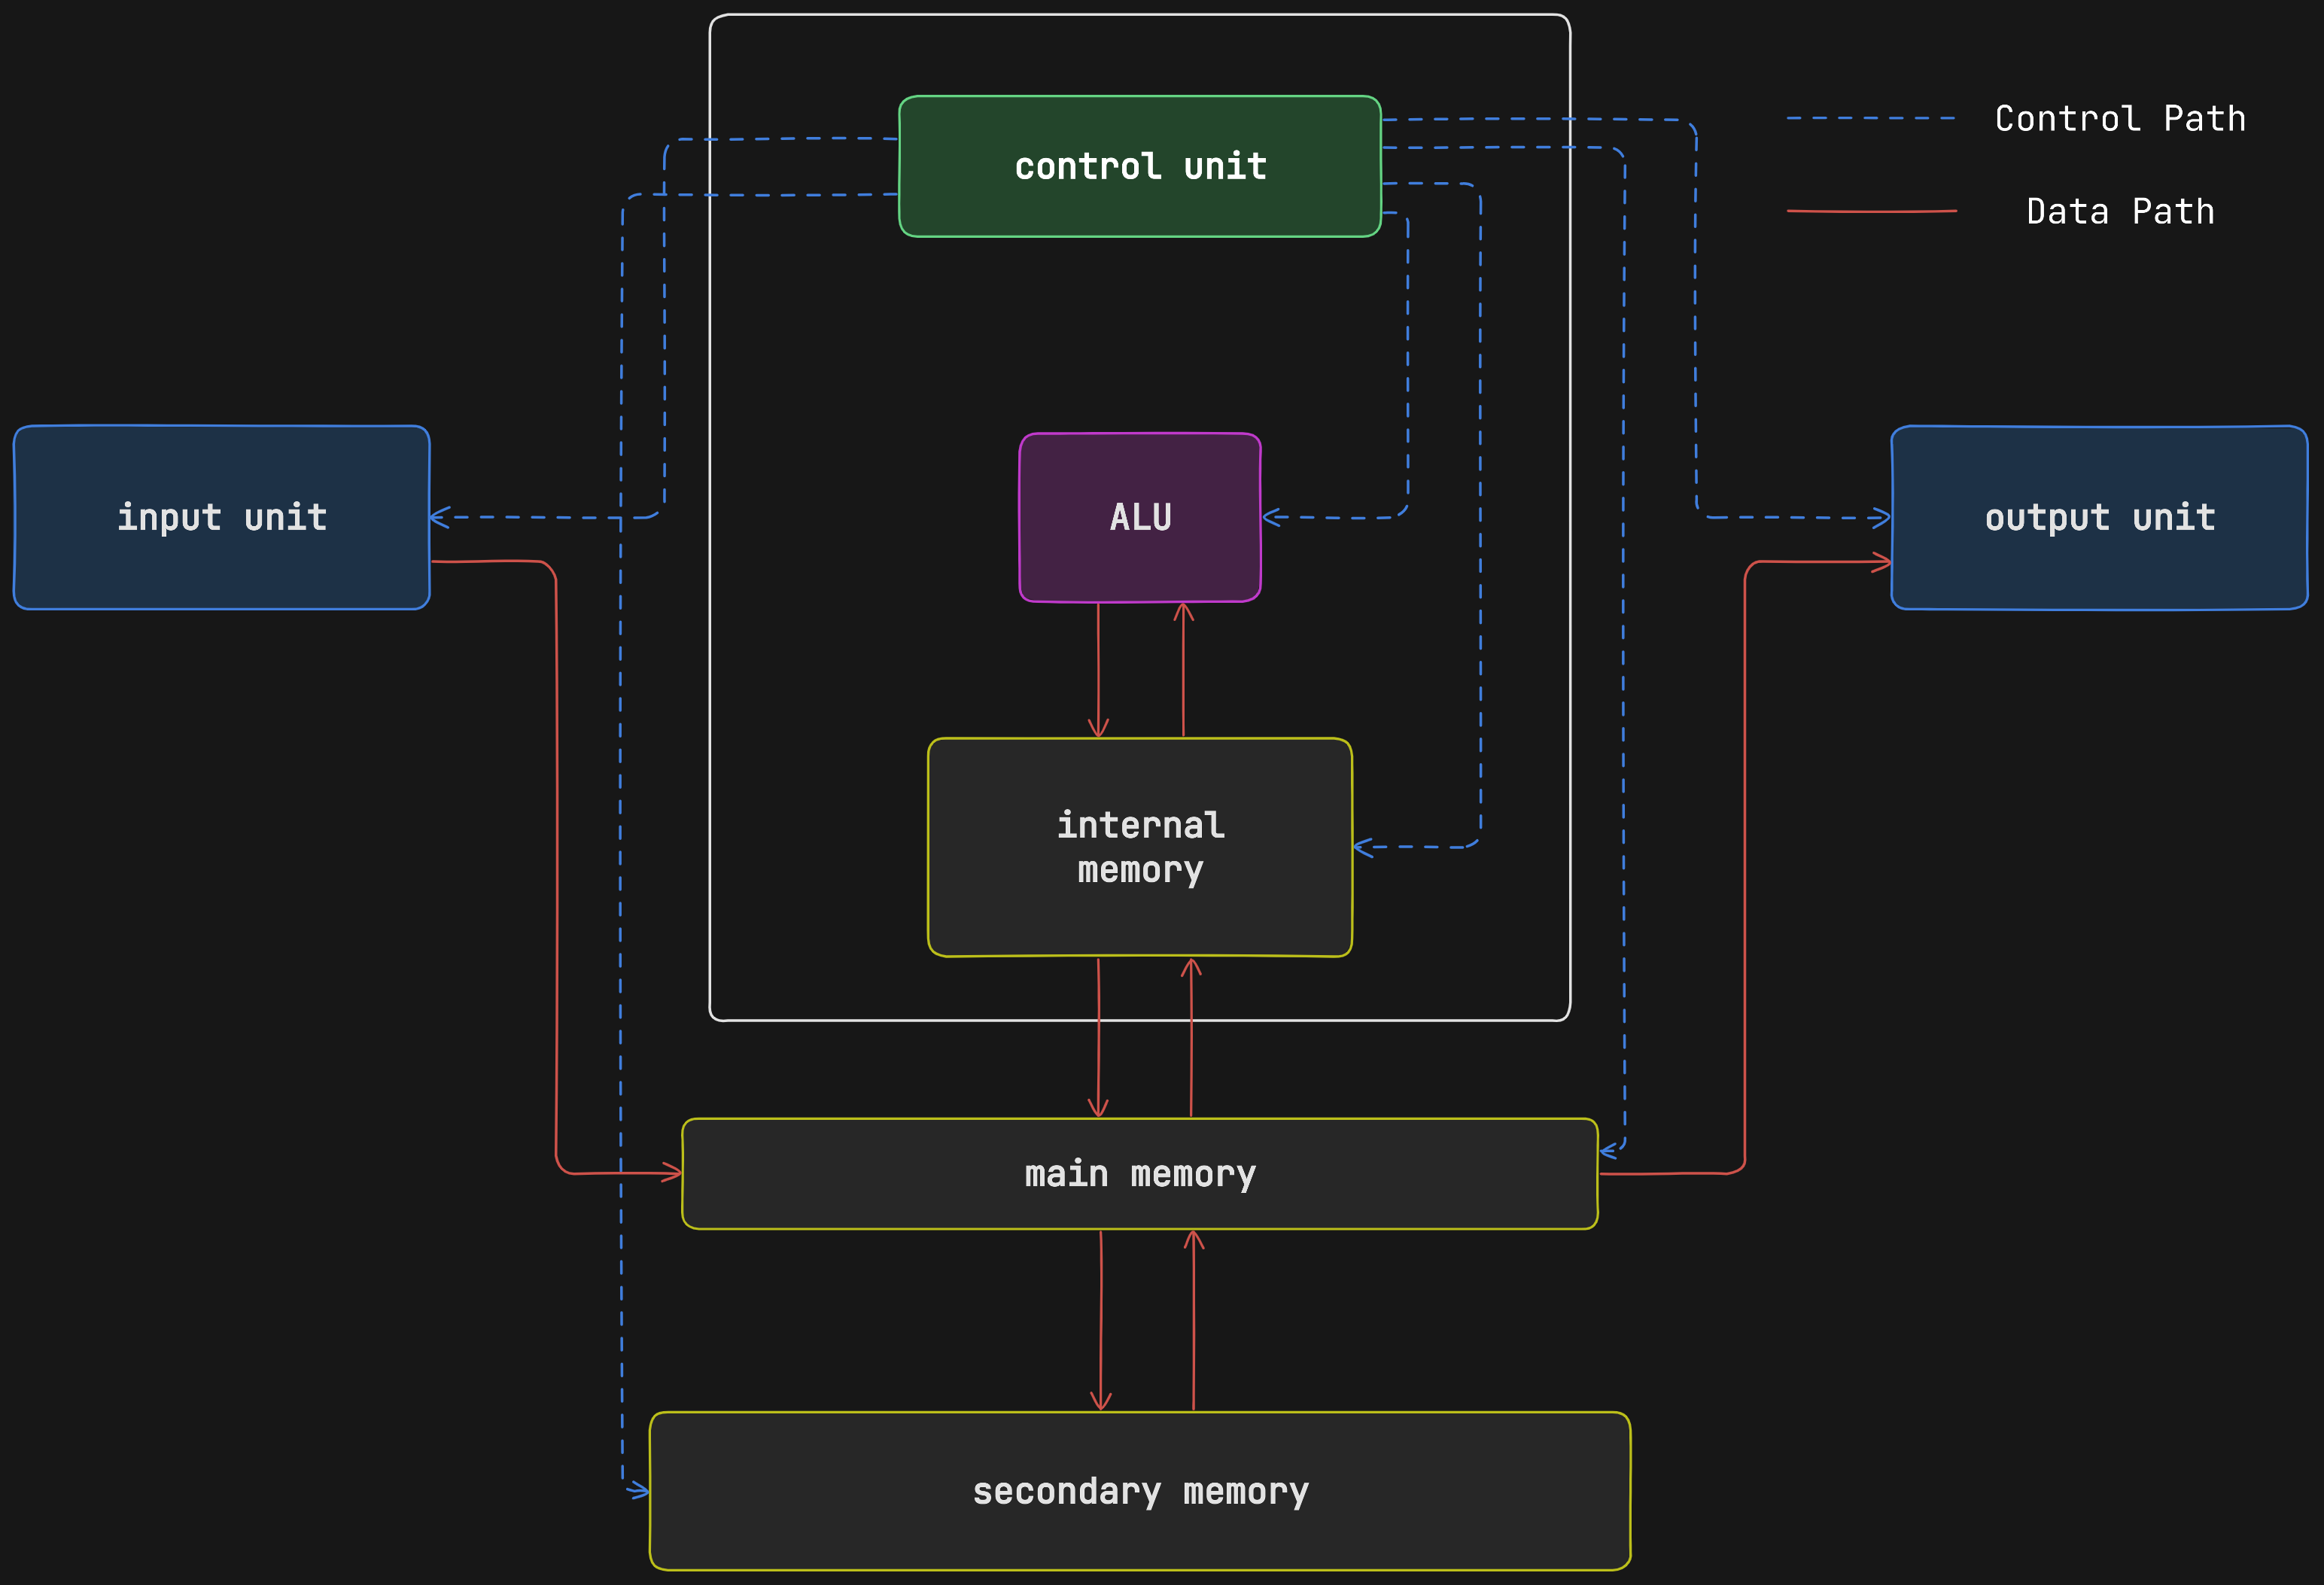 control unit
Control Path
Data Path
input unit
ALU
output unit
internal
memory
main memory
secondary memory